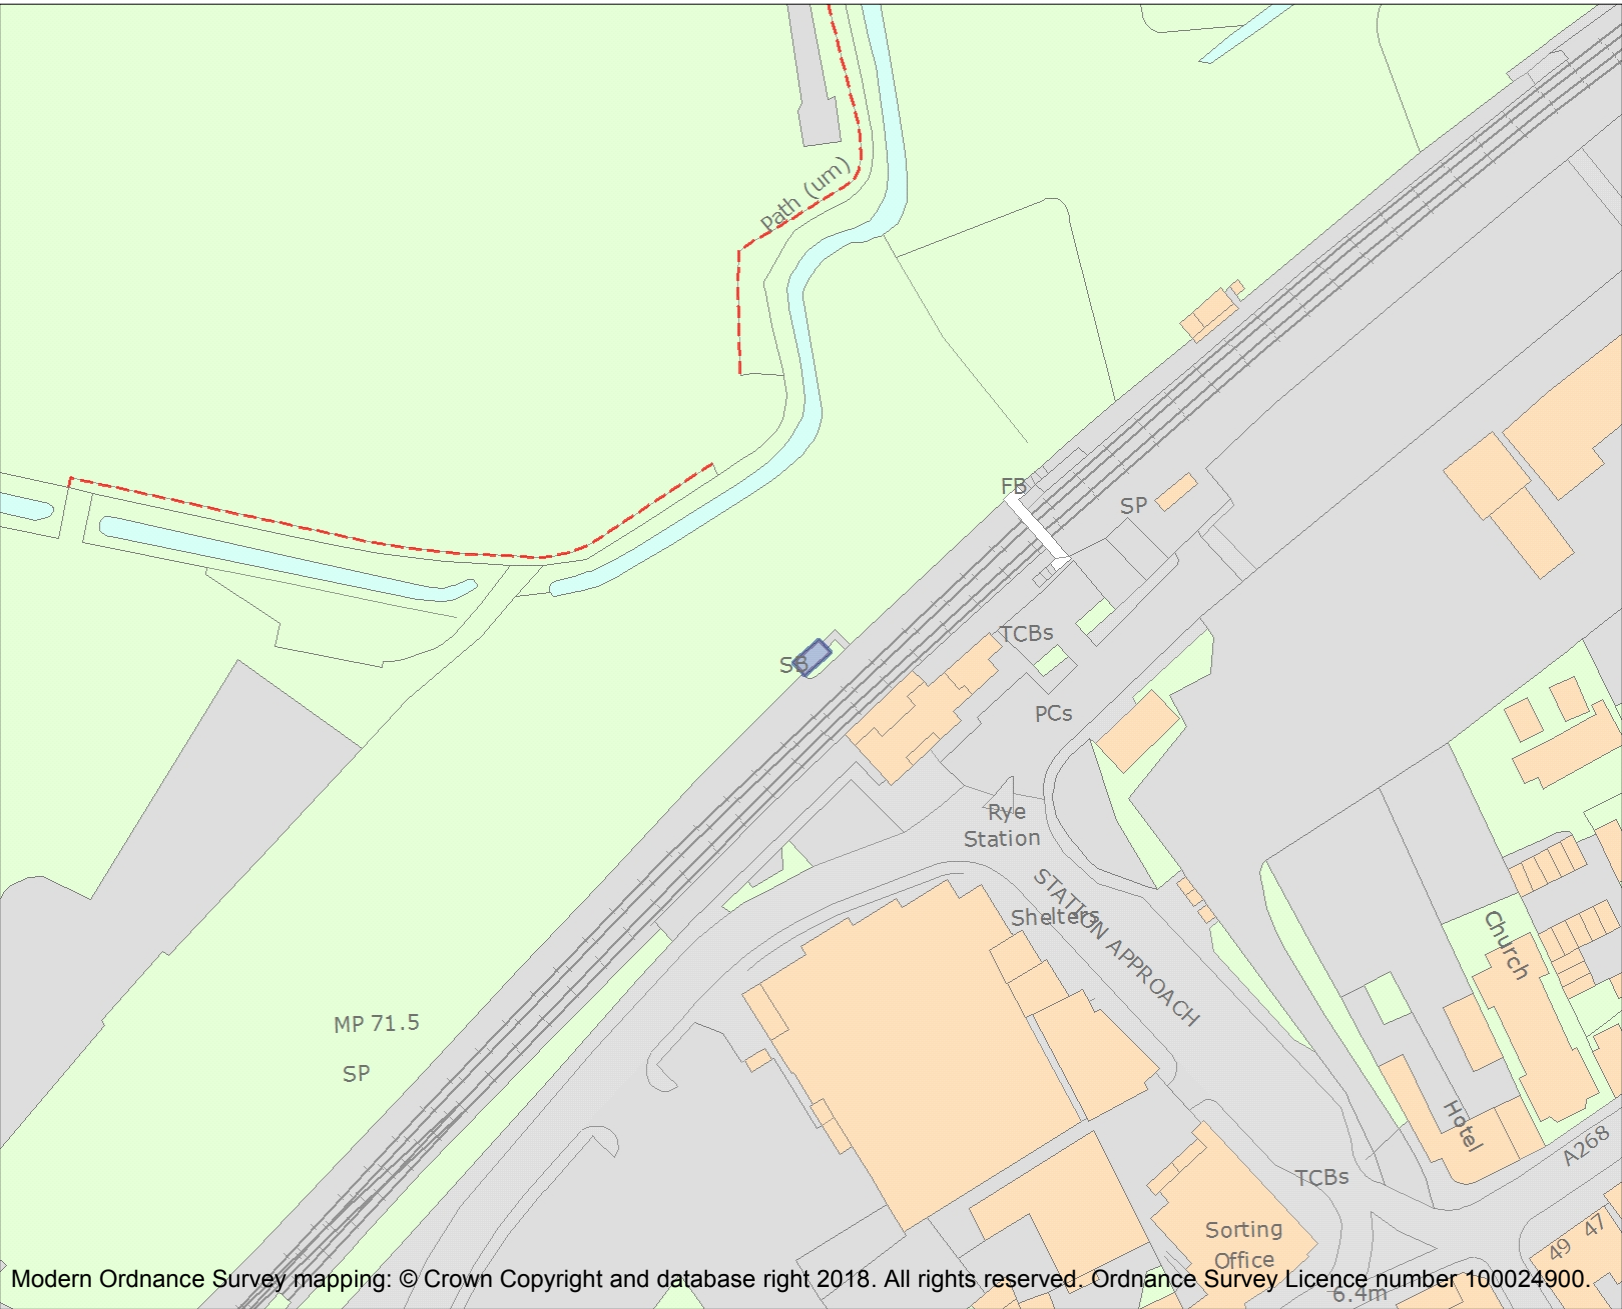 Path (um)
FB
SP
TCBs
SB
PCs
Rye
Station
STATION APPROACH
Shelters
Church
MP 71.5
SP
Hotel
A268
TCBs
Sorting
Office
49
47
6.4m
Modern Ordnance Survey mapping: © Crown Copyright and database right 2018. All rights reserved. Ordnance Survey Licence number 100024900.